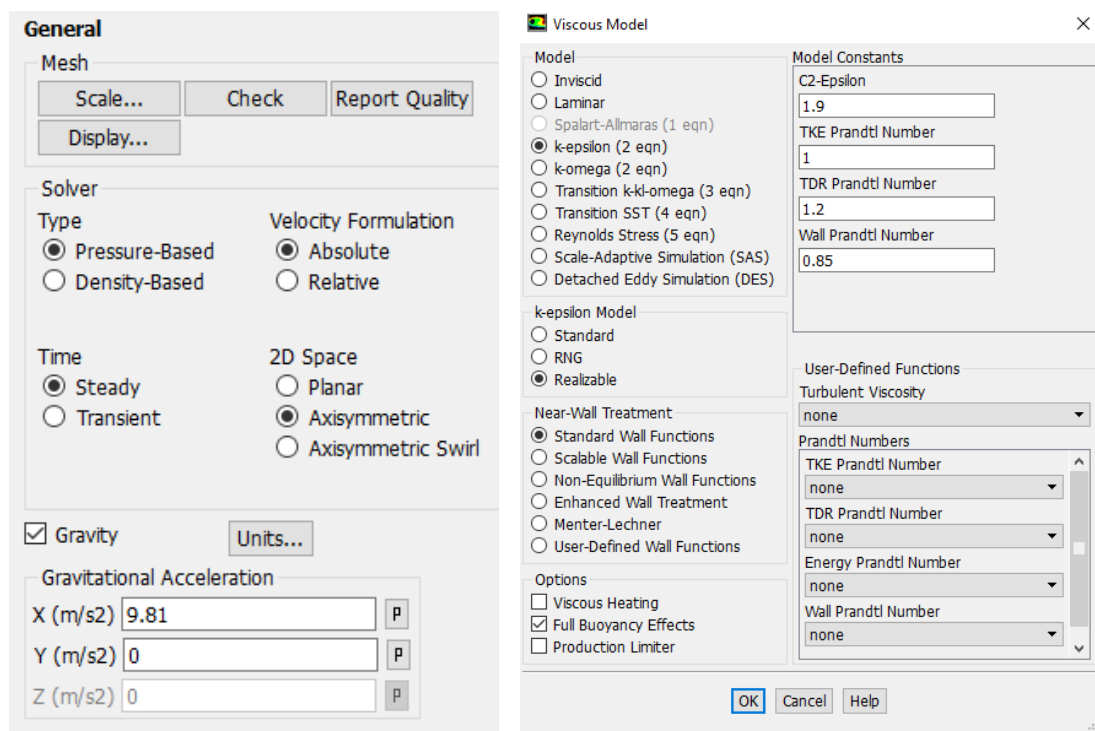 General
Mesh
Scale...
Check
Report Quality
Display...
Solver
Type
Velocity Formulation
Pressure-Based
Absolute
Density-Based
Relative
Time
2D Space
Steady
Planar
Transient
Axisymmetric
Axisymmetric Swirl
Gravity
Units...
Gravitational Acceleration
X (m/s2) 9.81 P
Y (m/s2) 0 P
Z (m/s2) 0 P
Viscous Model
Model
Inviscid
Laminar
Spalart-Allmaras (1 eqn)
k-epsilon (2 eqn)
k-omega (2 eqn)
Transition k-kl-omega (3 eqn)
Transition SST (4 eqn)
Reynolds Stress (5 eqn)
Scale-Adaptive Simulation (SAS)
Detached Eddy Simulation (DES)
k-epsilon Model
Standard
RNG
Realizable
Near-Wall Treatment
Standard Wall Functions
Scalable Wall Functions
Non-Equilibrium Wall Functions
Enhanced Wall Treatment
Menter-Lechner
User-Defined Wall Functions
Options
Viscous Heating
Full Buoyancy Effects
Production Limiter
Model Constants
C2-Epsilon
1.9
TKE Prandtl Number
1
TDR Prandtl Number
1.2
Wall Prandtl Number
0.85
User-Defined Functions
Turbulent Viscosity
none
Prandtl Numbers
TKE Prandtl Number
none
TDR Prandtl Number
none
Energy Prandtl Number
none
Wall Prandtl Number
none
OK
Cancel
Help